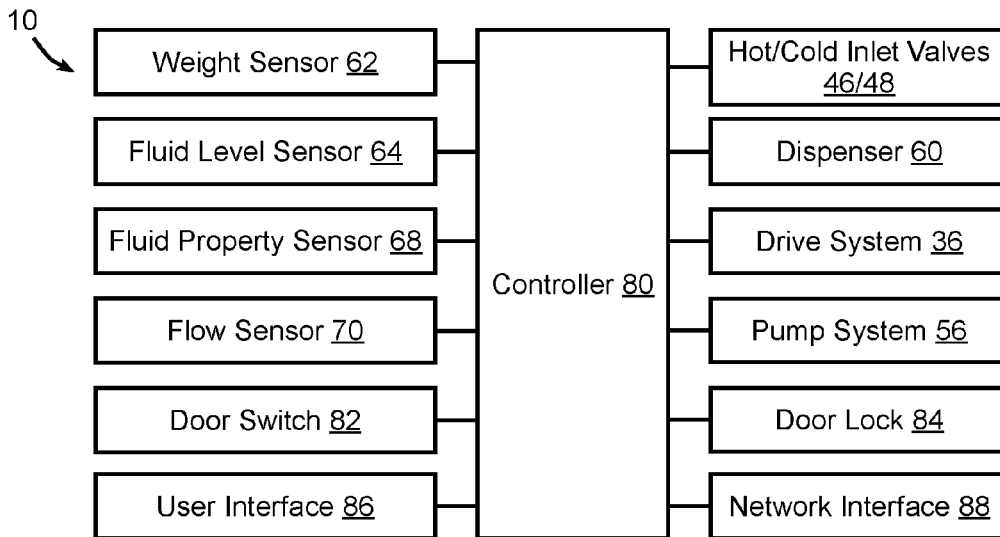 10
Weight Sensor 62
Fluid Level Sensor 64
Fluid Property Sensor 68
Flow Sensor 70
Door Switch 82
User Interface 86
Controller 80
Hot/Cold Inlet Valves
46/48
Dispenser 60
Drive System 36
Pump System 56
Door Lock 84
Network Interface 88